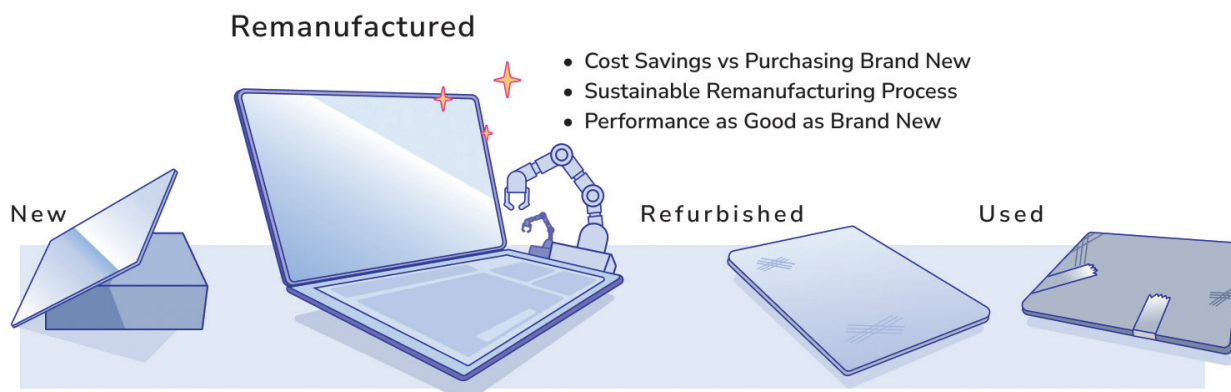 Remanufactured
• Cost Savings vs Purchasing Brand New
• Sustainable Remanufacturing Process
• Performance as Good as Brand New
New
Refurbished
Used